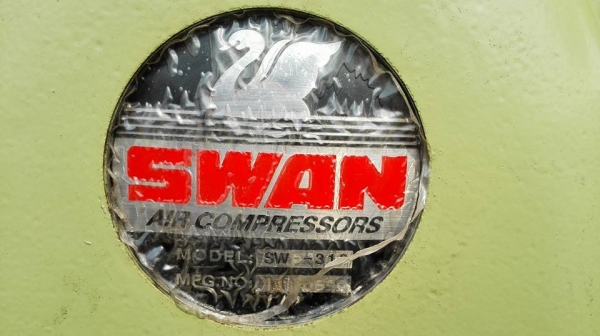 SWAN
AIR COMPRESSORS
MODEL:
MFG.NO.